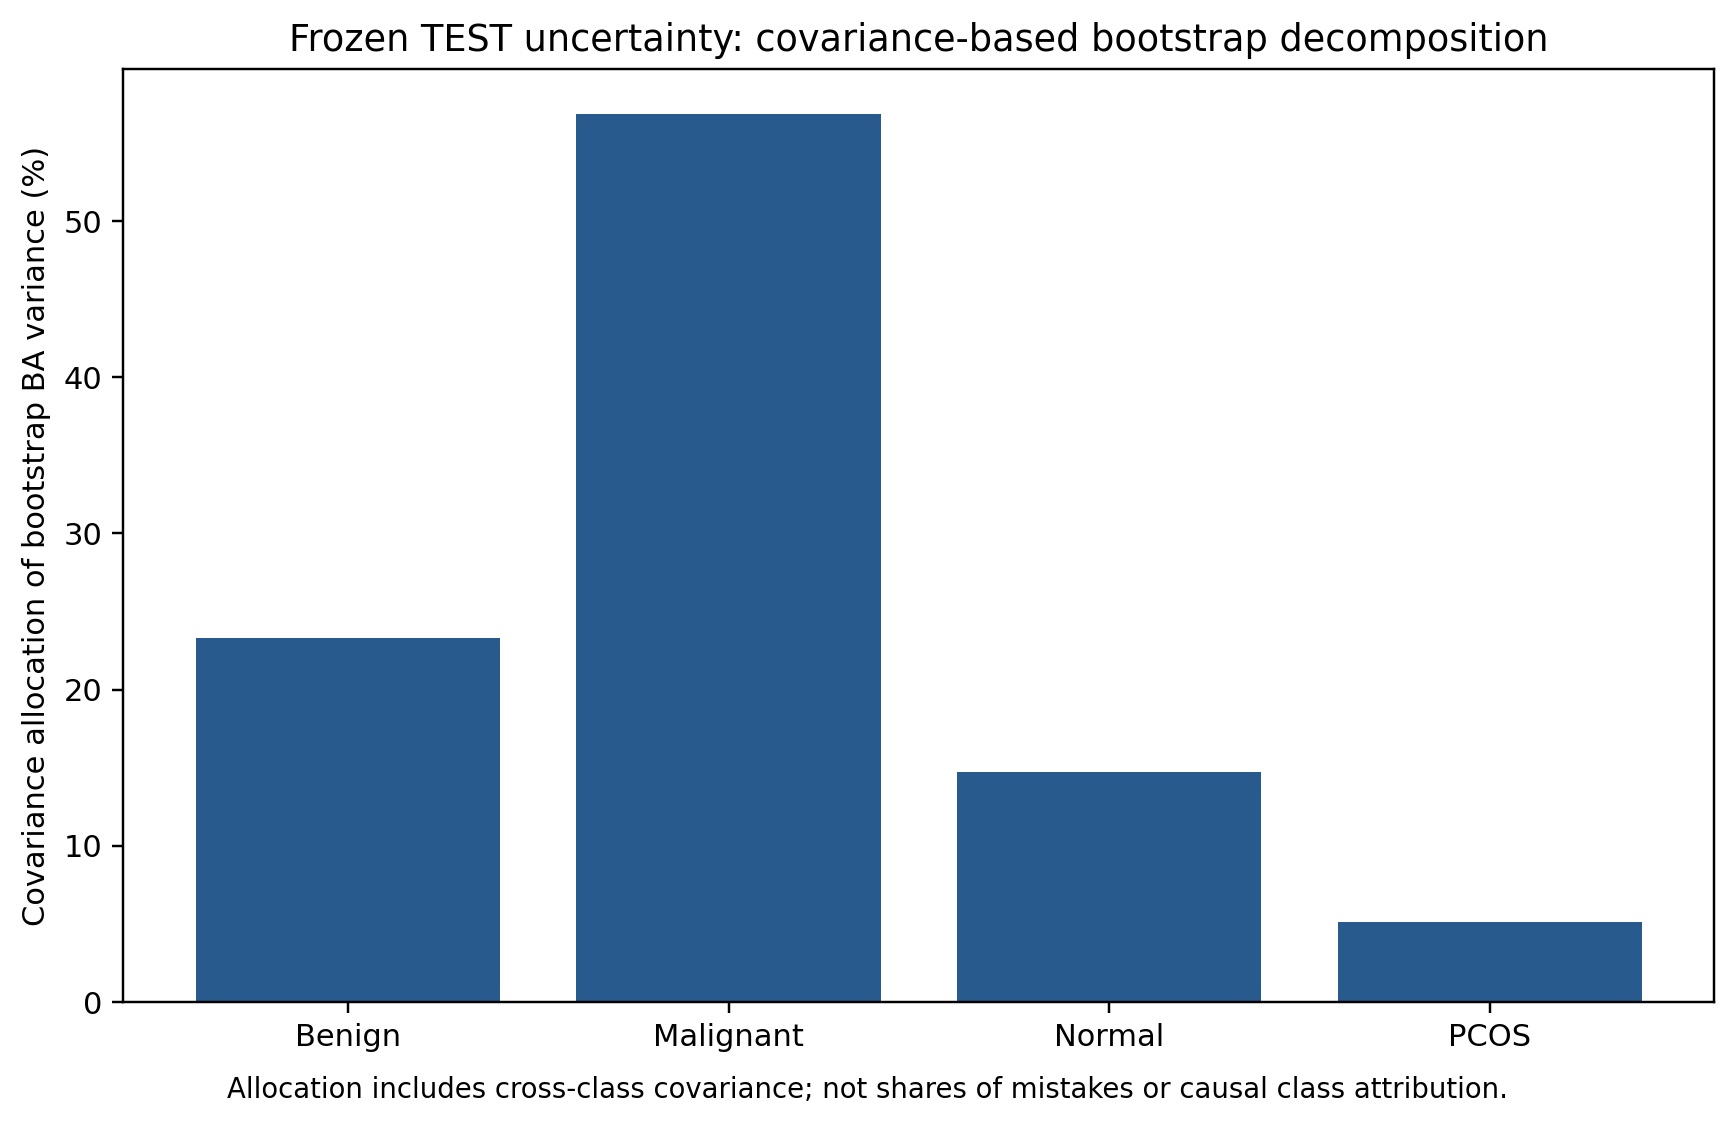 Frozen TEST uncertainty: covariance-based bootstrap decomposition
Covariance allocation of bootstrap BA variance (%)
50
40
30
20
10
0
Benign Malignant Normal PCOS
Allocation includes cross-class covariance; not shares of mistakes or causal class attribution.